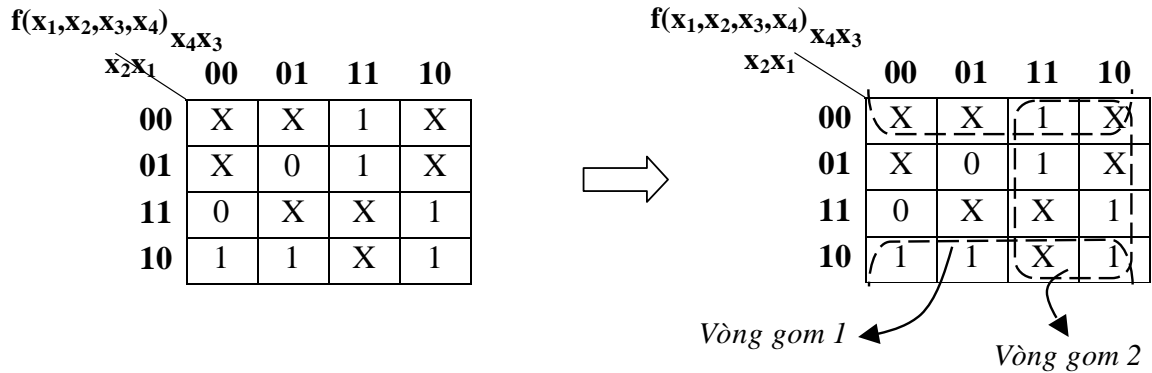 f(x₁,x₂,x₃,x₄) x₄x₃
x₂x₁ 00 01 11 10
00 X X 1 X
01 X 0 1 X
11 0 X X 1
10 1 1 X 1
f(x₁,x₂,x₃,x₄) x₄x₃
x₂x₁ 00 01 11 10
00 X X 1 X
01 X 0 1 X
11 0 X X 1
10 1 1 X 1
Vòng gom 1
Vòng gom 2